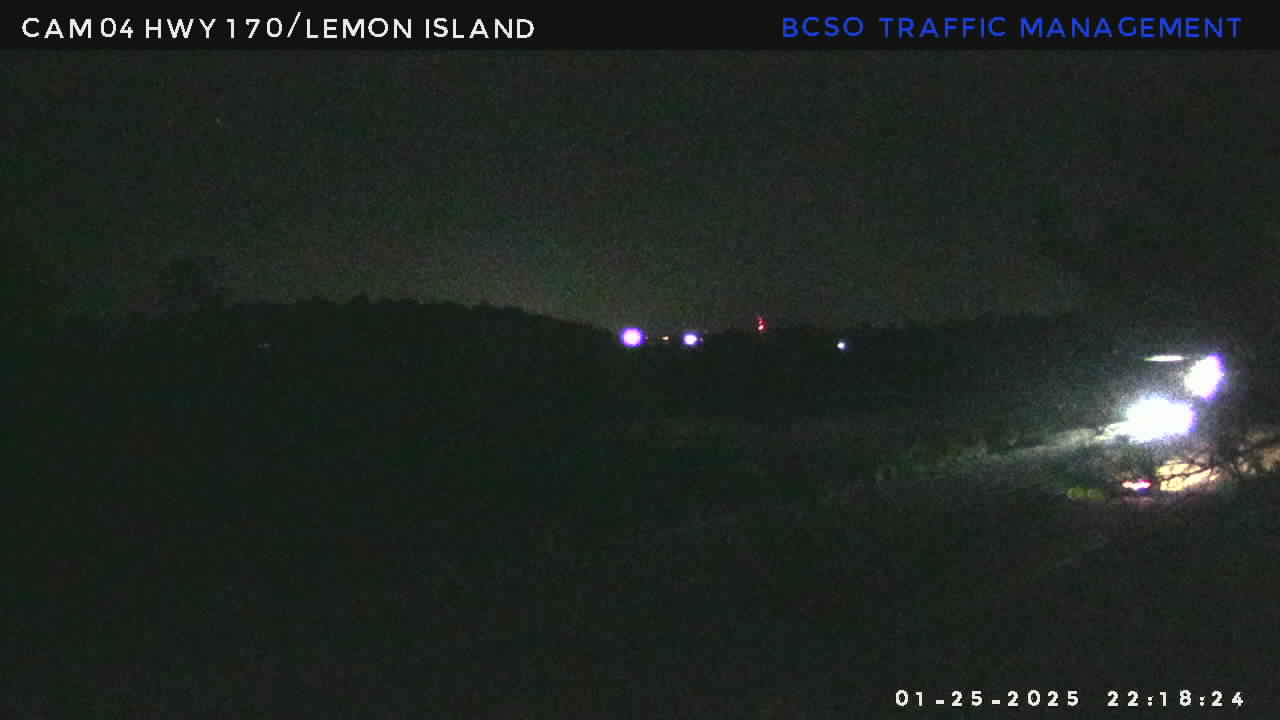 CAM 04 HWY 170/LEMON ISLAND
BCSO TRAFFIC MANAGEMENT
01-25-2025 22:18:24